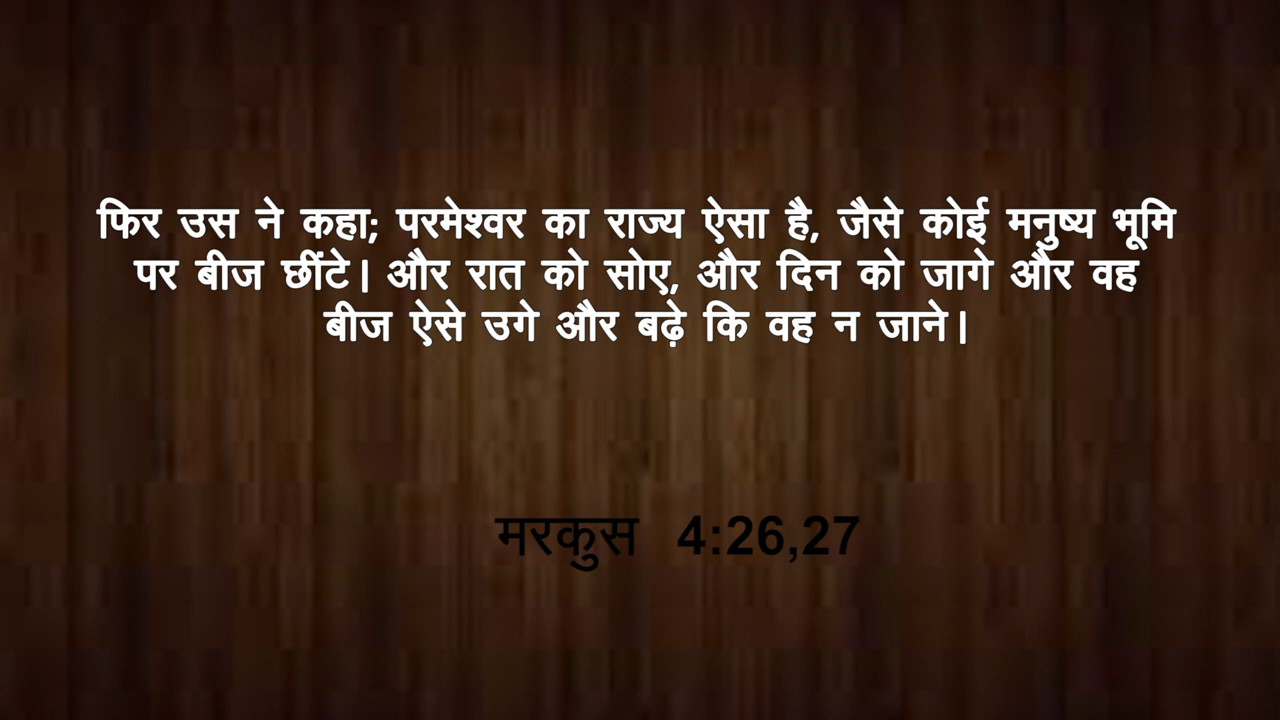 फिर उस ने कहा; परमेश्वर का राज्य ऐसा है, जैसे कोई मनुष्य भूमि
पर बीज छींटे। और रात को सोए, और दिन को जागे और वह
बीज ऐसे उगे और बढ़े कि वह न जाने।
मरकुस 4:26,27